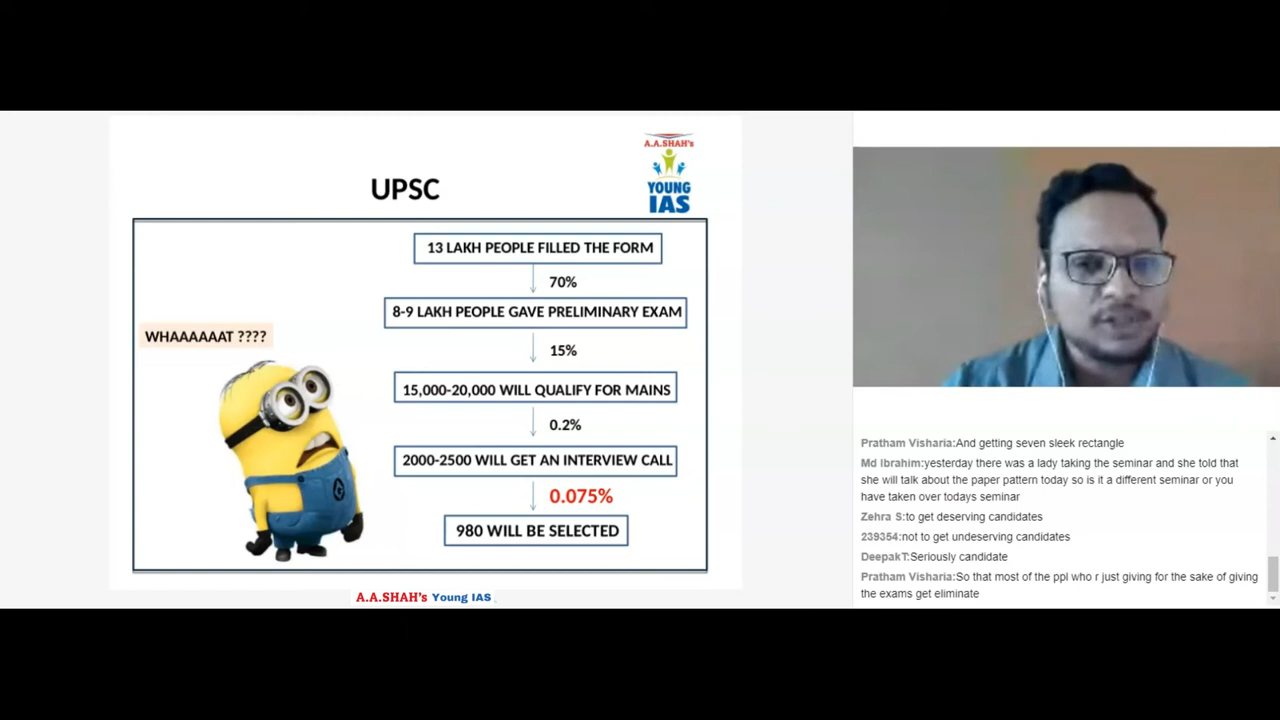 A.A.SHAH's
YOUNG
IAS
UPSC
13 LAKH PEOPLE FILLED THE FORM
70%
8-9 LAKH PEOPLE GAVE PRELIMINARY EXAM
WHAAAAAAT ????
15%
15,000-20,000 WILL QUALIFY FOR MAINS
0.2%
2000-2500 WILL GET AN INTERVIEW CALL
0.075%
980 WILL BE SELECTED
A.A.SHAH's Young IAS
Pratham Visharia:And getting seven sleek rectangle
Md Ibrahim:yesterday there was a lady taking the seminar and she told that
she will talk about the paper pattern today so is it a different seminar or you
have taken over todays seminar
Zehra S:to get deserving candidates
239354:not to get undeserving candidates
DeepakT:Seriously candidate
Pratham Visharia:So that most of the ppl who r just giving for the sake of giving
the exams get eliminate